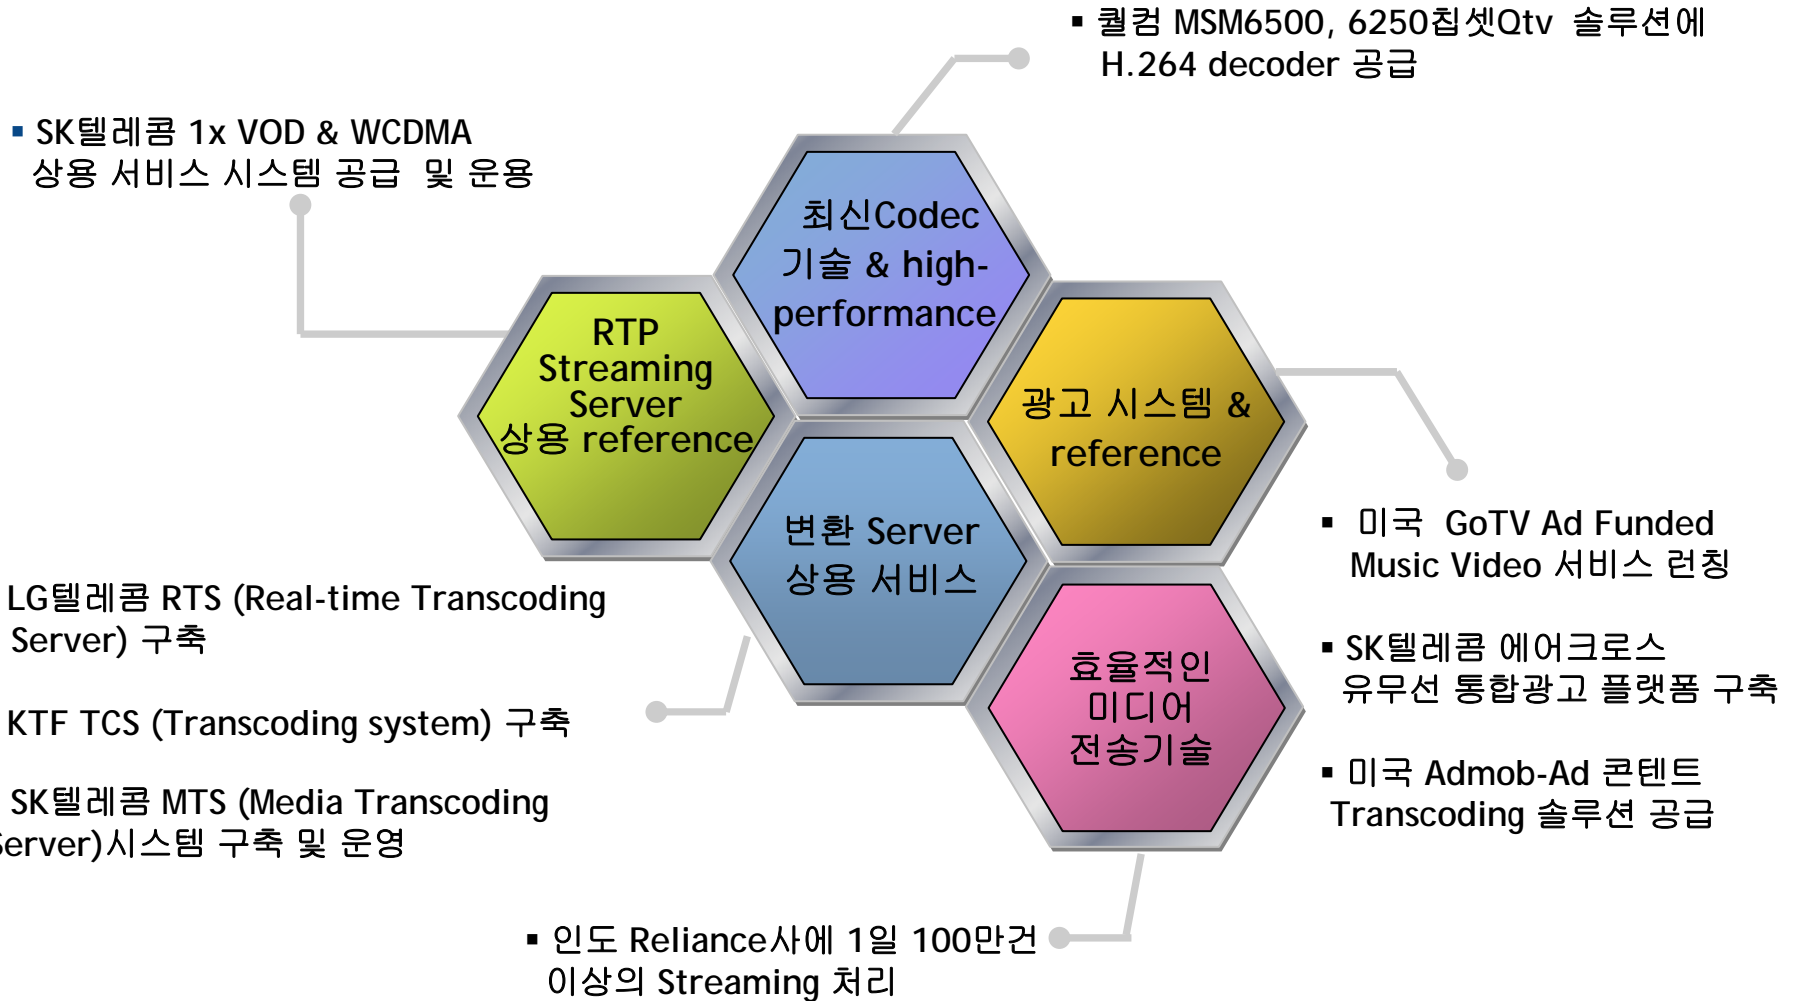 ▪ 퀄컴 MSM6500, 6250칩셋Qtv 솔루션에
H.264 decoder 공급
▪ SK텔레콤 1x VOD & WCDMA
상용 서비스 시스템 공급 및 운용
최신Codec
기술 & high-
performance
RTP
Streaming
Server
상용 reference
광고 시스템 &
reference
변환 Server
상용 서비스
효율적인
미디어
전송기술
LG텔레콤 RTS (Real-time Transcoding
Server) 구축
KTF TCS (Transcoding system) 구축
SK텔레콤 MTS (Media Transcoding
Server)시스템 구축 및 운영
▪ 미국 GoTV Ad Funded
Music Video 서비스 런칭
▪ SK텔레콤 에어크로스
유무선 통합광고 플랫폼 구축
▪ 미국 Admob-Ad 콘텐트
Transcoding 솔루션 공급
▪ 인도 Reliance사에 1일 100만건
이상의 Streaming 처리